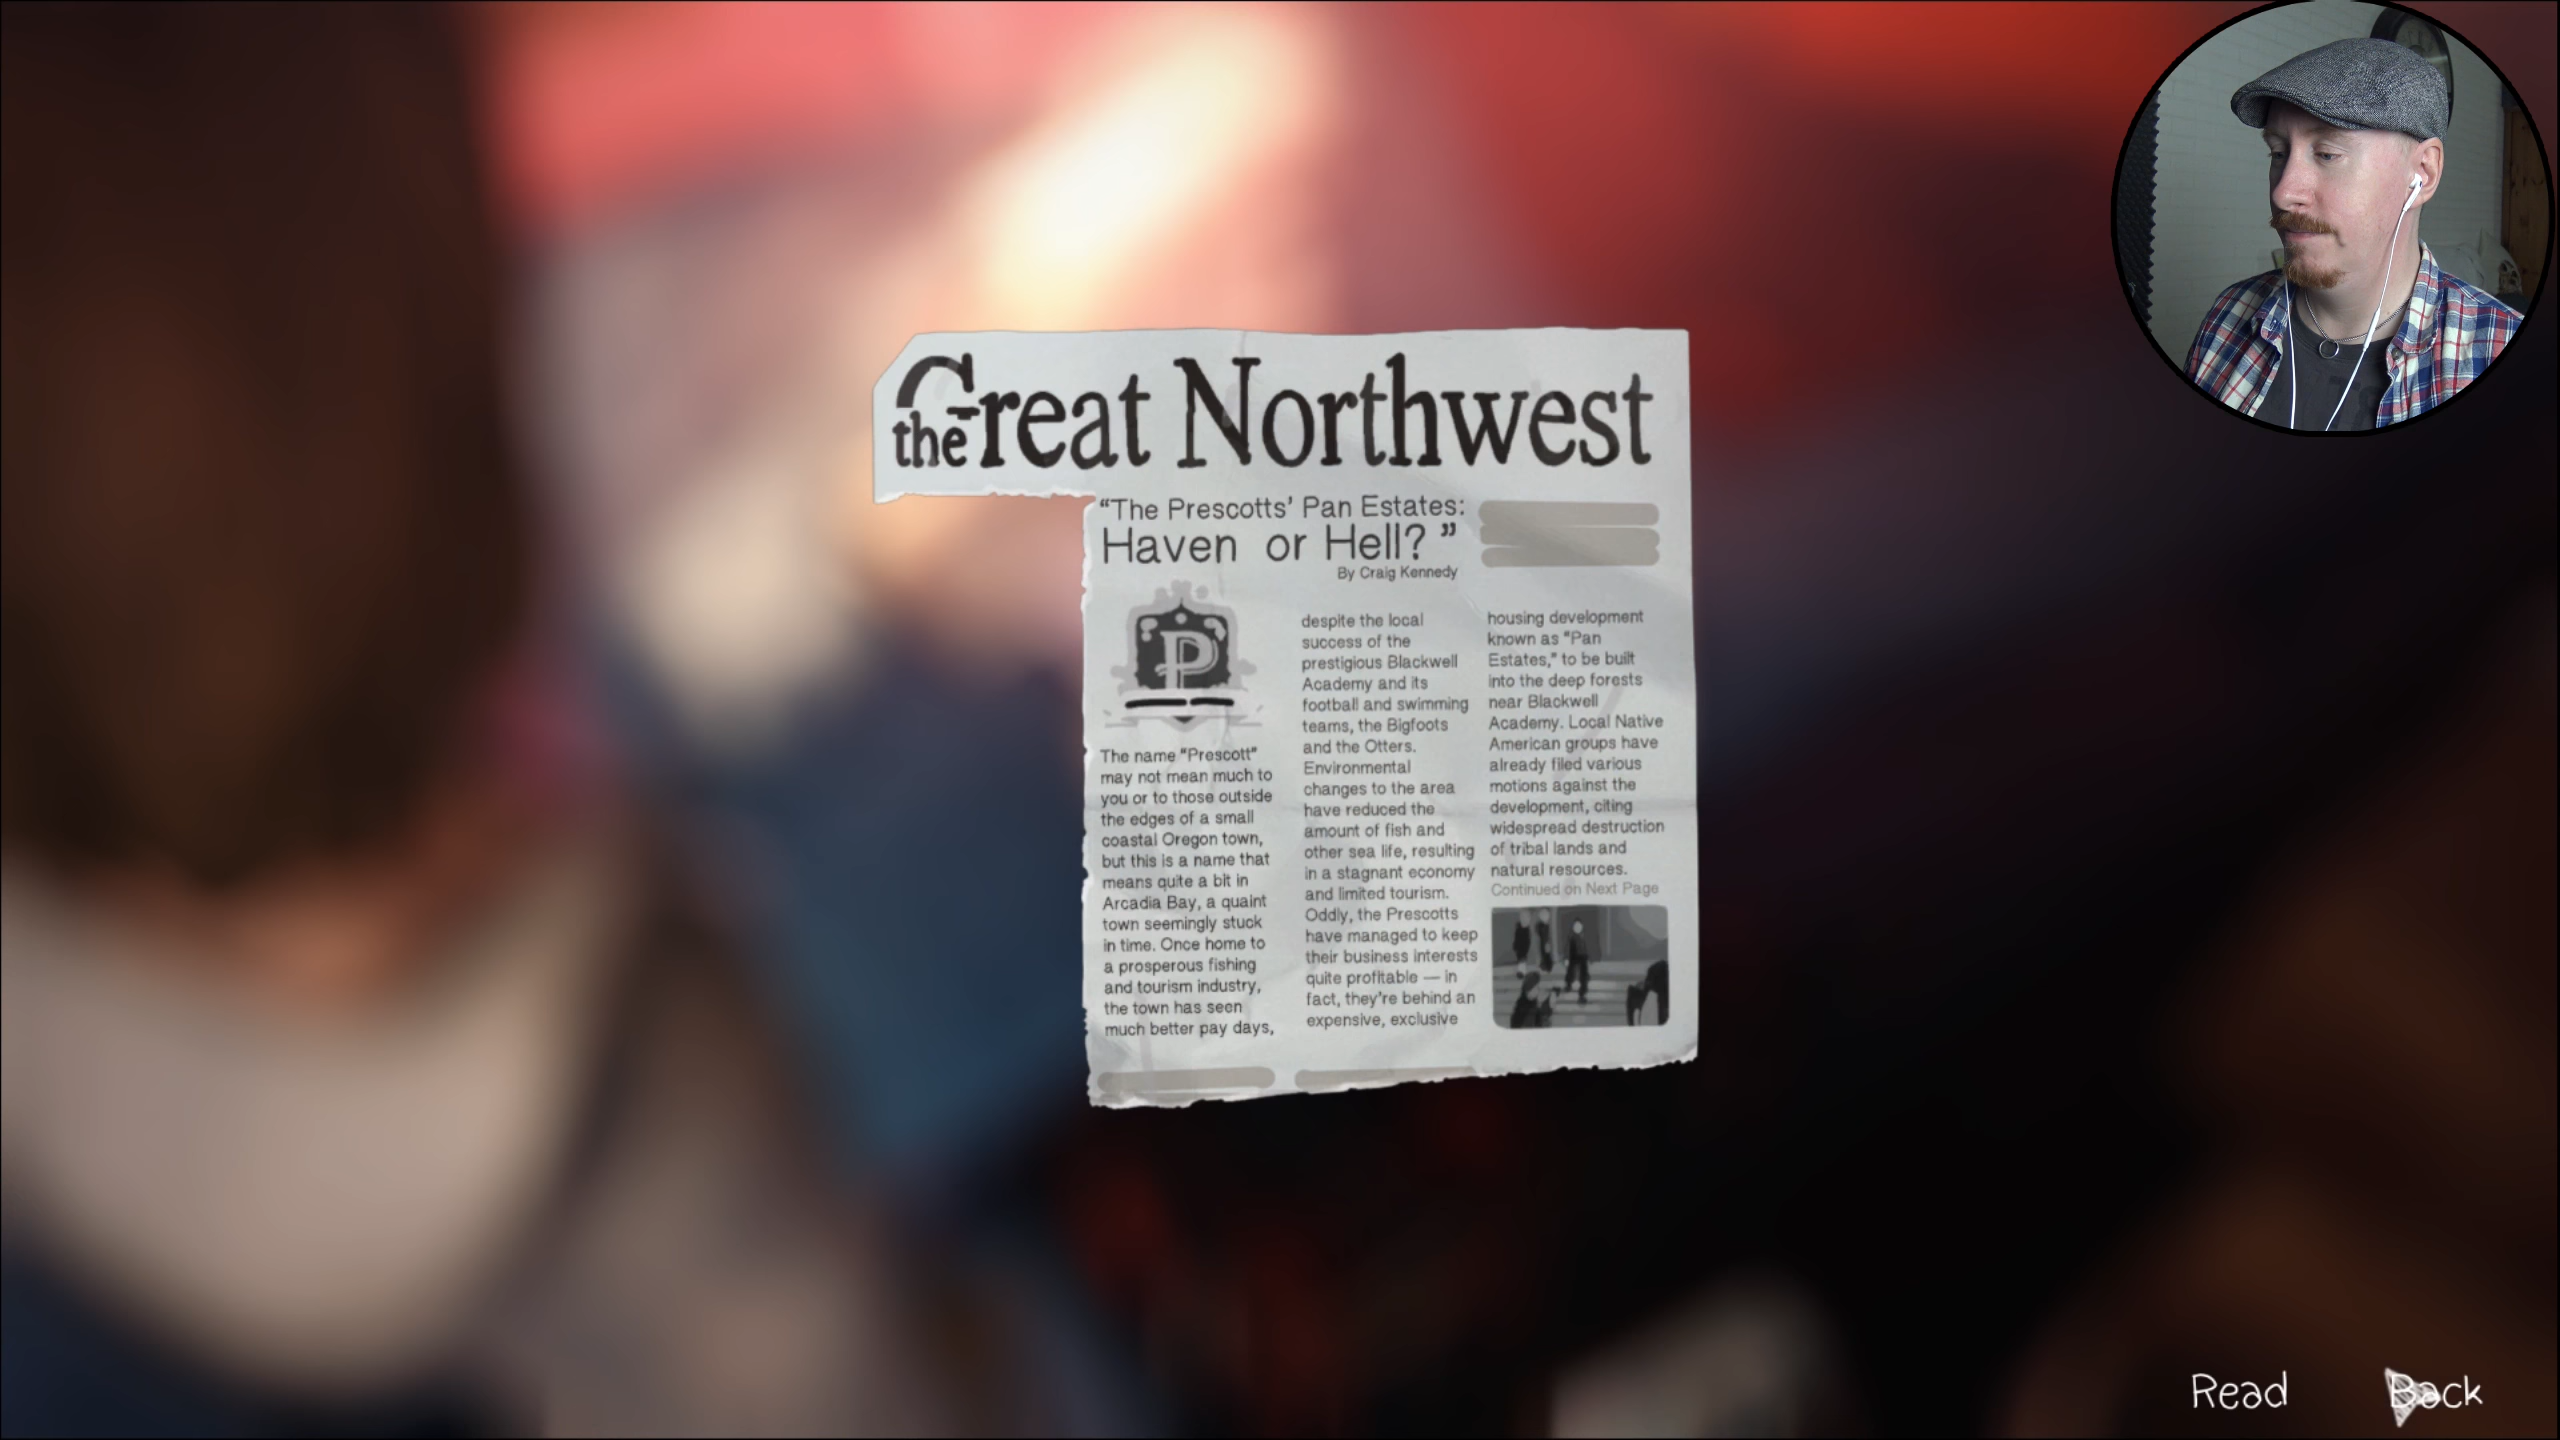 the Great Northwest
“The Prescotts’ Pan Estates:
Haven or Hell? ”
By Craig Kennedy
P
The name “Prescott”
may not mean much to
you or to those outside
the edges of a small
coastal Oregon town,
but this is a name that
means quite a bit in
Arcadia Bay, a quaint
town seemingly stuck
in time. Once home to
a prosperous fishing
and tourism industry,
the town has seen
much better pay days,
despite the local
success of the
prestigious Blackwell
Academy and its
football and swimming
teams, the Bigfoots
and the Otters.
Environmental
changes to the area
have reduced the
amount of fish and
other sea life, resulting
in a stagnant economy
and limited tourism.
Oddly, the Prescotts
have managed to keep
their business interests
quite profitable — in
fact, they’re behind an
expensive, exclusive
housing development
known as “Pan
Estates,” to be built
into the deep forests
near Blackwell
Academy. Local Native
American groups have
already filed various
motions against the
development, citing
widespread destruction
of tribal lands and
natural resources.
Continued on Next Page
Read
Back